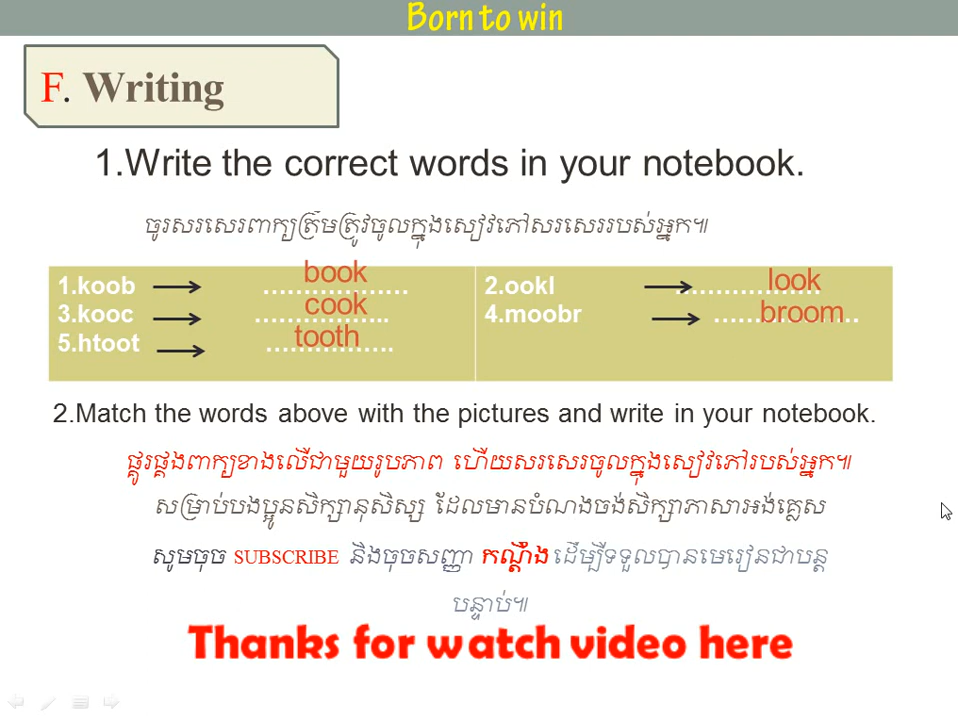 Born to win
F. Writing
1.Write the correct words in your notebook.
ចូរសរសេរពាក្យត្រឹមត្រូវចូលក្នុងសៀវភៅសរសេររបស់អ្នក៕
1.koob → book ………………
2.ookl → look ………………
3.kooc → cook ……………..
4.moobr → broom ………………
5.htoot → tooth …………….
2.Match the words above with the pictures and write in your notebook.
ផ្គូរផ្គងពាក្យខាងលើជាមួយរូបភាព ហើយសរសេរចូលក្នុងសៀវភៅរបស់អ្នក៕
សម្រាប់បងប្អូនសិក្សានុសិស្ស ដែលមានបំណងចង់សិក្សាភាសាអង់គ្លេស
សូមចុច SUBSCRIBE និងចុចសញ្ញា កណ្ដឹង ដើម្បីទទួលបានមេរៀនជាបន្ត
បន្ទាប់៕
Thanks for watch video here